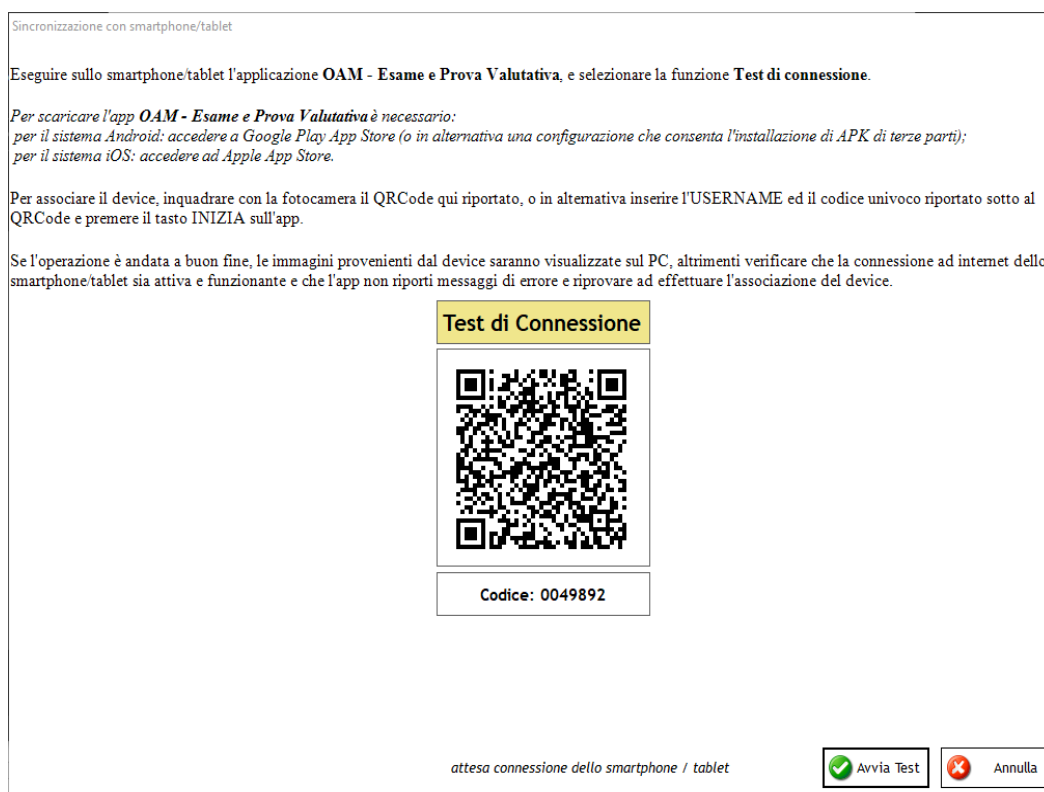 Sincronizzazione con smartphone/tablet
Eseguire sullo smartphone/tablet l'applicazione OAM - Esame e Prova Valutativa, e selezionare la funzione Test di connessione.
Per scaricare l'app OAM - Esame e Prova Valutativa è necessario:
per il sistema Android: accedere a Google Play App Store (o in alternativa una configurazione che consenta l'installazione di APK di terze parti);
per il sistema iOS: accedere ad Apple App Store.
Per associare il device, inquadrare con la fotocamera il QRCode qui riportato, o in alternativa inserire l'USERNAME ed il codice univoco riportato sotto al
QRCode e premere il tasto INIZIA sull'app.
Se l'operazione è andata a buon fine, le immagini provenienti dal device saranno visualizzate sul PC, altrimenti verificare che la connessione ad internet dello
smartphone/tablet sia attiva e funzionante e che l'app non riporti messaggi di errore e riprovare ad effettuare l'associazione del device.
Test di Connessione
Codice: 0049892
attesa connessione dello smartphone / tablet
Avvia Test
Annulla